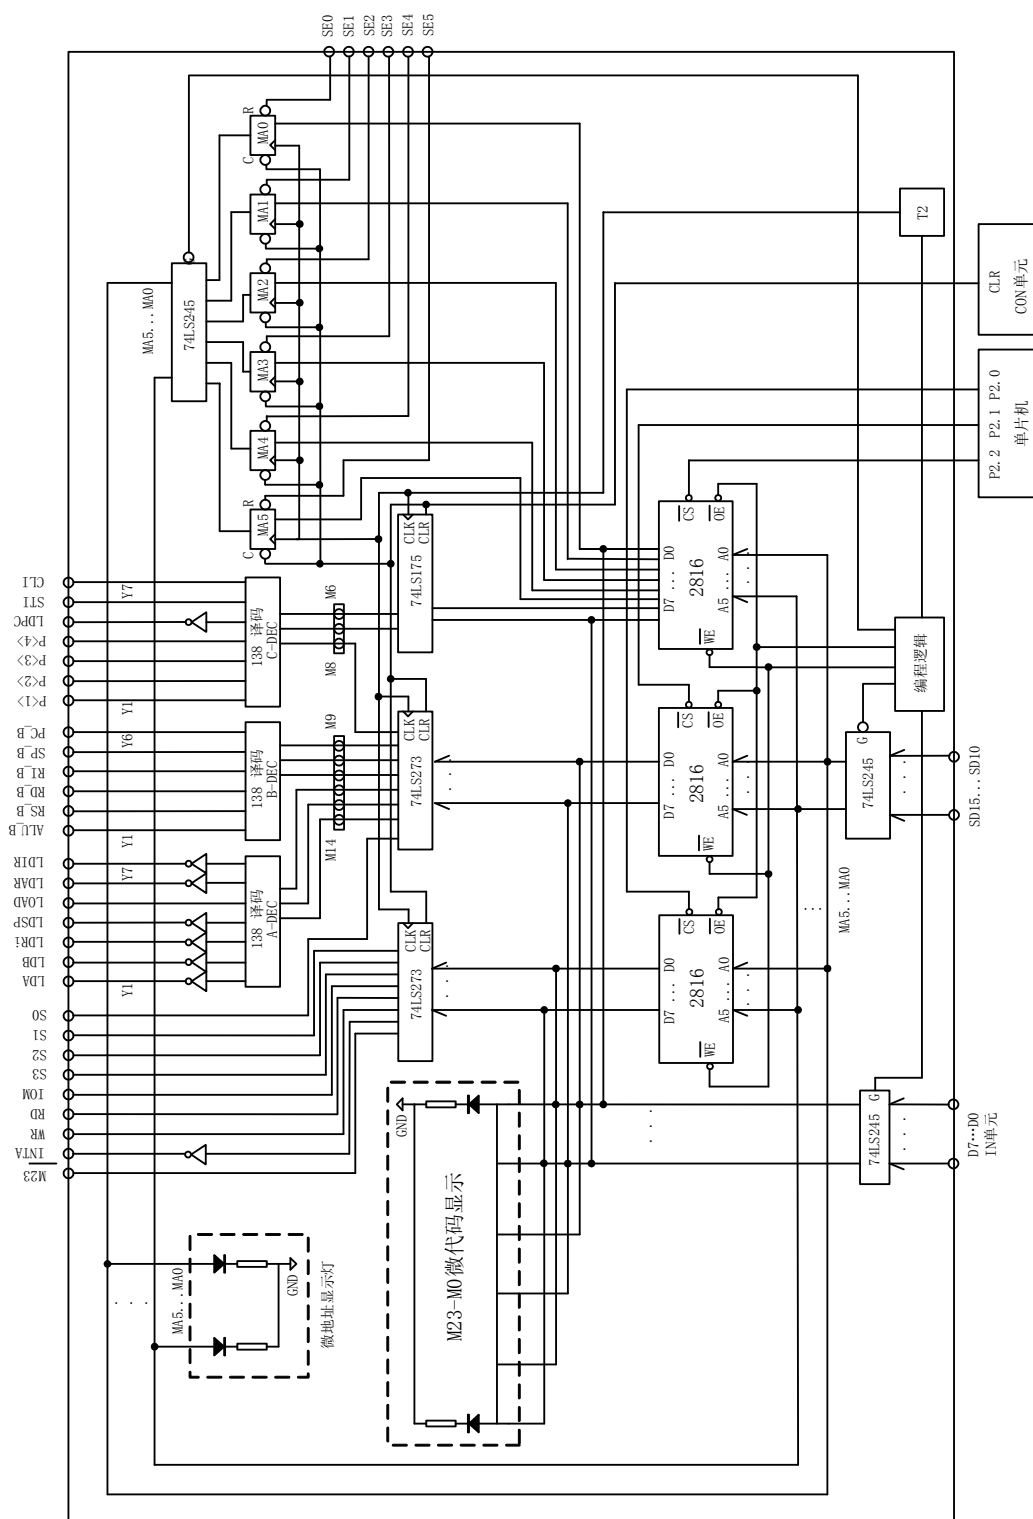 SE0
SE1
SE2
SE3
SE4
SE5
R
MA0
C
MA1
MA2
MA3
MA4
R
MA5
C
MA5...MA0
74LS245
T2
CLR
CON单元
P2.2 P2.1 P2.0
单片机
CLI
STI
LDPC
P<4>
P<3>
P<2>
P<1>
Y7
Y1
138 译码
C-DEC
M6
M8
CLK
CLR
74LS175
CS
OE
D7 ... D0
2816
A5 ... A0
WE
编程逻辑
PC_B
SP_B
RI_B
RD_B
RS_B
ALU_B
Y6
Y1
138 译码
B-DEC
M9
M14
CLK
CLR
74LS273
CS
OE
D7 ... D0
2816
A5 ... A0
WE
G
74LS245
SD15...SD10
LDIR
LDAR
LOAD
LDSP
LDRi
LDB
LDA
Y7
Y1
138 译码
A-DEC
CLK
CLR
74LS273
CS
OE
D7 ... D0
2816
A5 ... A0
WE
...
MA5...MA0
S0
S1
S2
S3
IOM
RD
WR
INTA
M23
GND
M23-M0微代码显示
...
G
74LS245
D7…D0
IN单元
...
MA5...MA0
GND
微地址显示灯